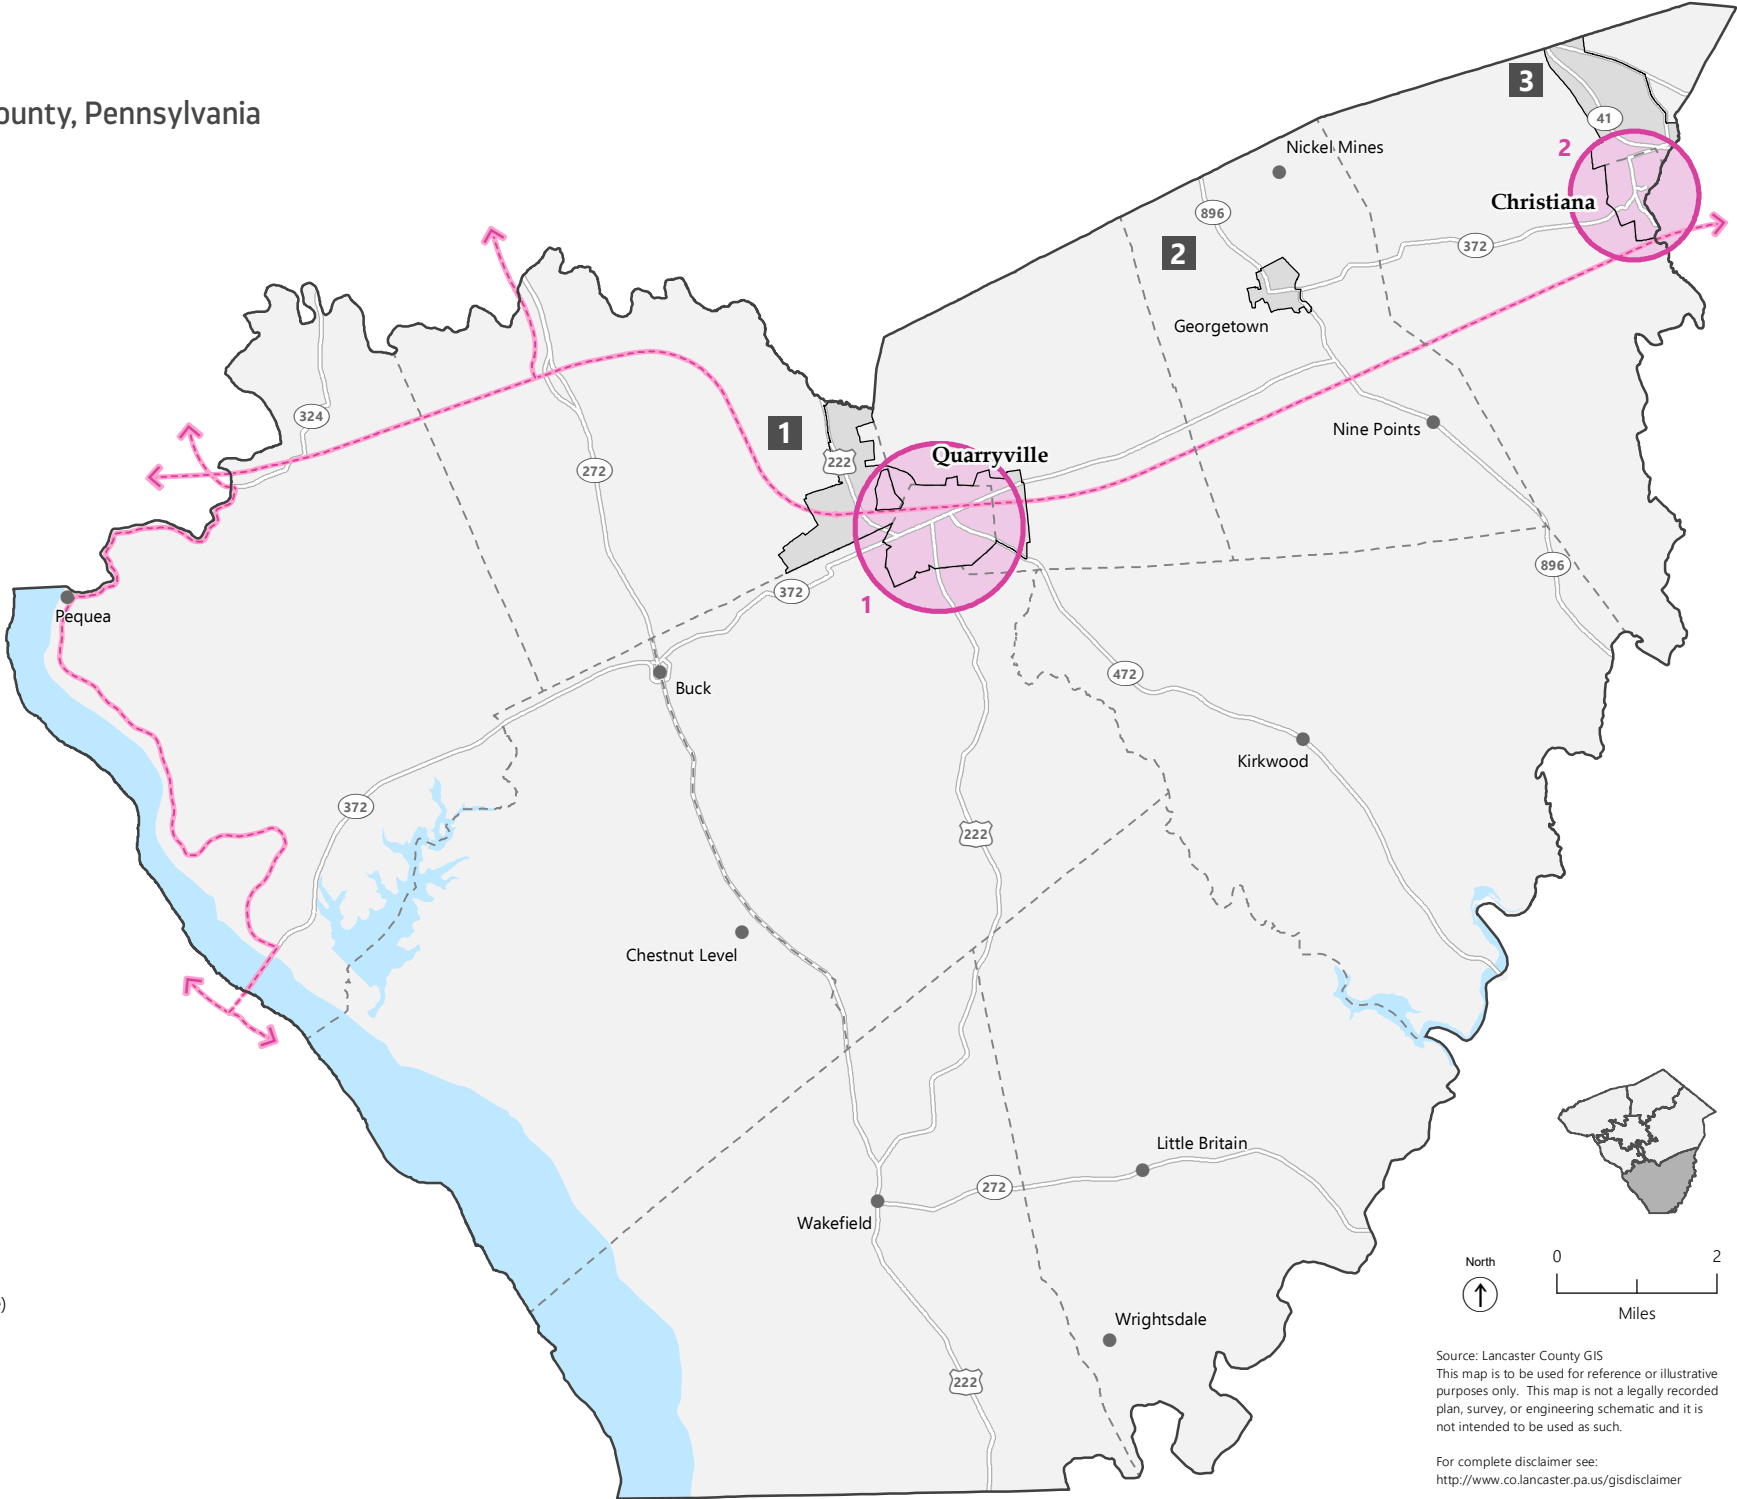 ounty, Pennsylvania
3
41
2
Nickel Mines
Christiana
896
2
372
Georgetown
324
1
272
222
Quarryville
Nine Points
372
1
896
Pequea
472
Buck
Kirkwood
372
222
Chestnut Level
Little Britain
272
Wakefield
Wrightsdale
222
North
0 2
Miles
)
Source: Lancaster County GIS
This map is to be used for reference or illustrative
purposes only. This map is not a legally recorded
plan, survey, or engineering schematic and it is
not intended to be used as such.
For complete disclaimer see:
http://www.co.lancaster.pa.us/gisdisclaimer